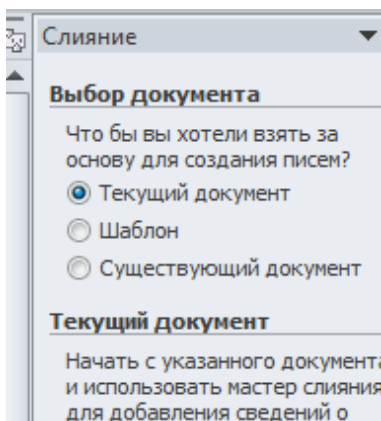 Слияние
Выбор документа
Что бы вы хотели взять за
основу для создания писем?
Текущий документ
Шаблон
Существующий документ
Текущий документ
Начать с указанного документа
и использовать мастер слияния
для добавления сведений о